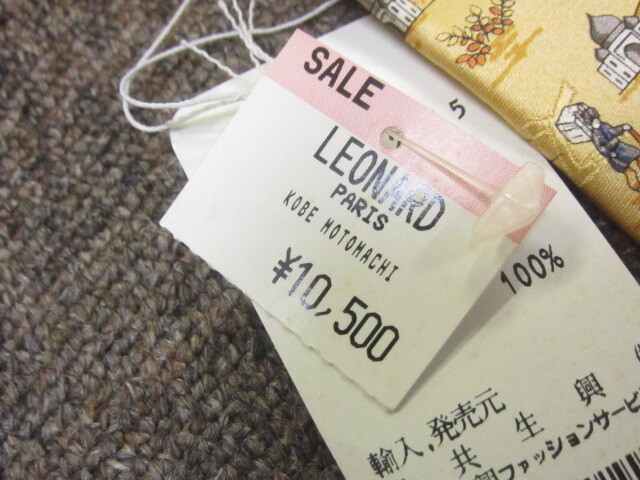 SALE
LEONARD
PARIS
KOBE MOTOMACHI
¥10,500
5
100%
輸入,発売元
共生興
ファッションサービ